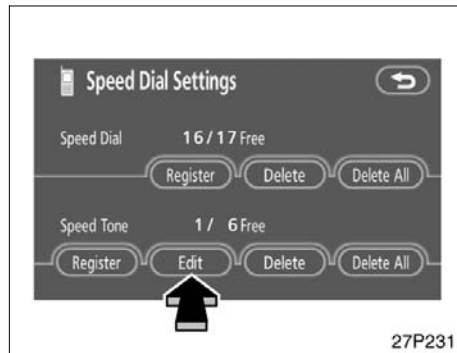 Speed Dial Settings
Speed Dial 16/17 Free
Register Delete Delete All
Speed Tone 1/ 6 Free
Register Edit Delete Delete All
27P231